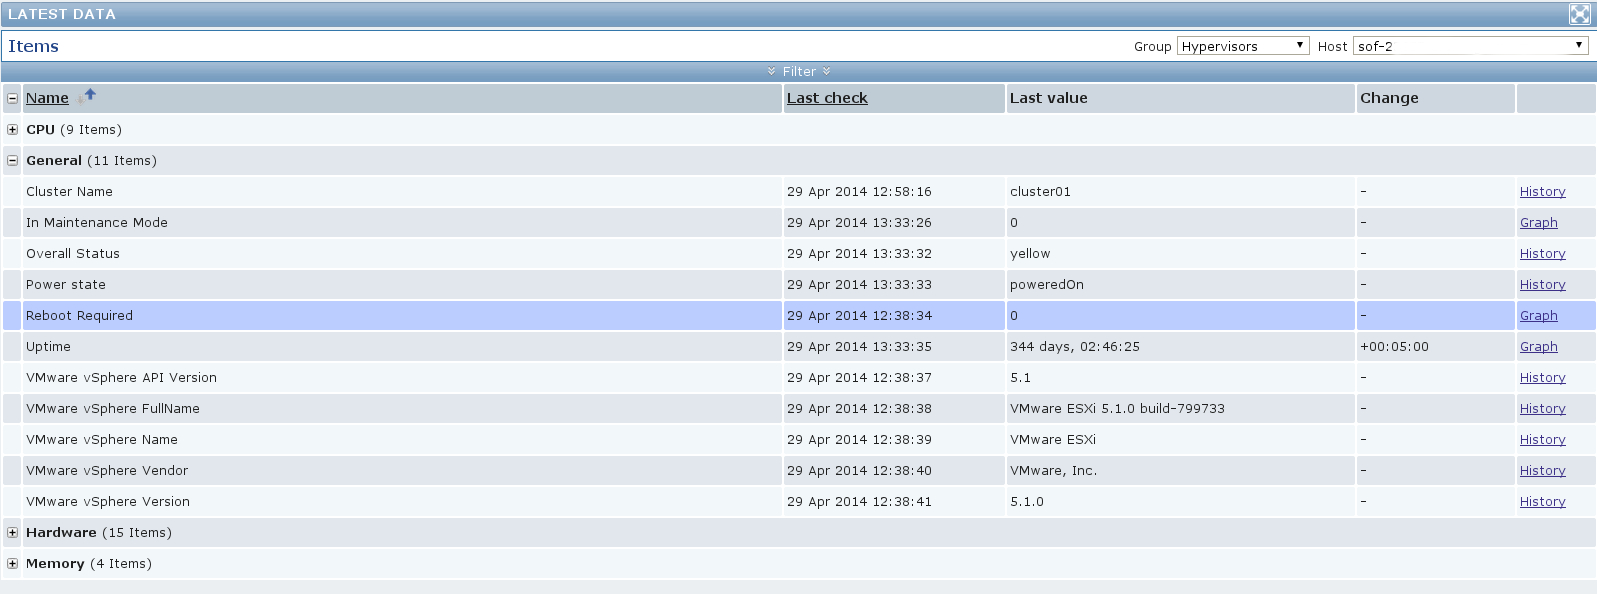 LATEST DATA
Items Group Hypervisors Host sof-2
Filter
Name Last check Last value Change
CPU (9 Items)
General (11 Items)
Cluster Name 29 Apr 2014 12:58:16 cluster01 - History
In Maintenance Mode 29 Apr 2014 13:33:26 0 - Graph
Overall Status 29 Apr 2014 13:33:32 yellow - History
Power state 29 Apr 2014 13:33:33 poweredOn - History
Reboot Required 29 Apr 2014 12:38:34 0 - Graph
Uptime 29 Apr 2014 13:33:35 344 days, 02:46:25 +00:05:00 Graph
VMware vSphere API Version 29 Apr 2014 12:38:37 5.1 - History
VMware vSphere FullName 29 Apr 2014 12:38:38 VMware ESXi 5.1.0 build-799733 - History
VMware vSphere Name 29 Apr 2014 12:38:39 VMware ESXi - History
VMware vSphere Vendor 29 Apr 2014 12:38:40 VMware, Inc. - History
VMware vSphere Version 29 Apr 2014 12:38:41 5.1.0 - History
Hardware (15 Items)
Memory (4 Items)